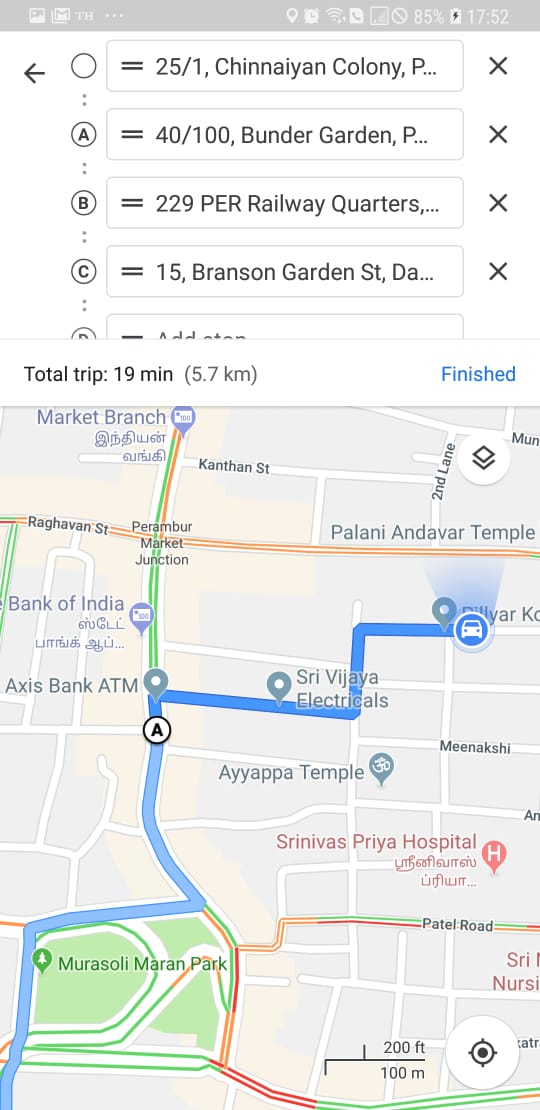 TH ... 85% 17:52
25/1, Chinnaiyan Colony, P...
A 40/100, Bunder Garden, P...
B 229 PER Railway Quarters,...
C 15, Branson Garden St, Da...
D Add stop
Total trip: 19 min (5.7 km) Finished
Market Branch
இந்தியன்
வங்கி
Kanthan St
2nd Lane
Mun
Raghavan St
Perambur
Market
Junction
Palani Andavar Temple
Bank of India
ஸ்டேட்
பாங்க் ஆப்...
Pillyar Ko
Axis Bank ATM
Sri Vijaya
Electricals
A
Meenakshi
Ayyappa Temple
An
Srinivas Priya Hospital
ஸ்ரீனிவாஸ்
ப்ரியா...
H
Patel Road
Murasoli Maran Park
Sri N
Nursi
200 ft
100 m
katr